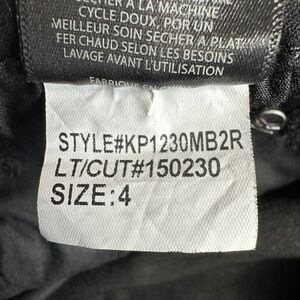 SÉCHER À LA MACHINE
CYCLE DOUX, POUR UN
MEILLEUR SOIN SÉCHER À PLAT
FER CHAUD SELON LES BESOINS
LAVAGE AVANT L'UTILISATION
STYLE#KP1230MB2R
LT/CUT#150230
SIZE:4